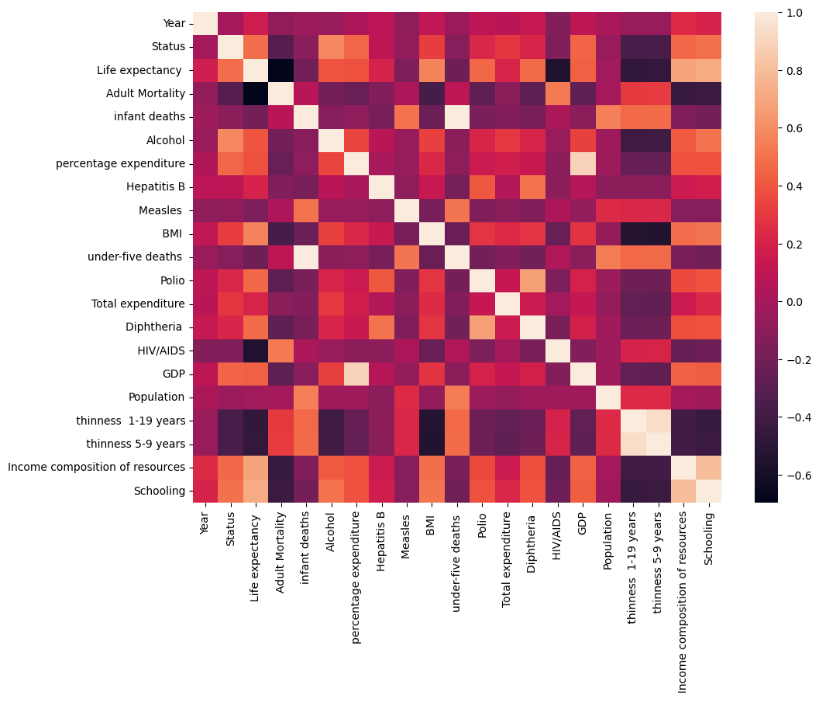 Year
Status
Life expectancy
Adult Mortality
infant deaths
Alcohol
percentage expenditure
Hepatitis B
Measles
BMI
under-five deaths
Polio
Total expenditure
Diphtheria
HIV/AIDS
GDP
Population
thinness 1-19 years
thinness 5-9 years
Income composition of resources
Schooling
Year
Status
Life expectancy
Adult Mortality
infant deaths
Alcohol
percentage expenditure
Hepatitis B
Measles
BMI
under-five deaths
Polio
Total expenditure
Diphtheria
HIV/AIDS
GDP
Population
thinness 1-19 years
thinness 5-9 years
Income composition of resources
Schooling
1.0
0.8
0.6
0.4
0.2
0.0
−0.2
−0.4
−0.6